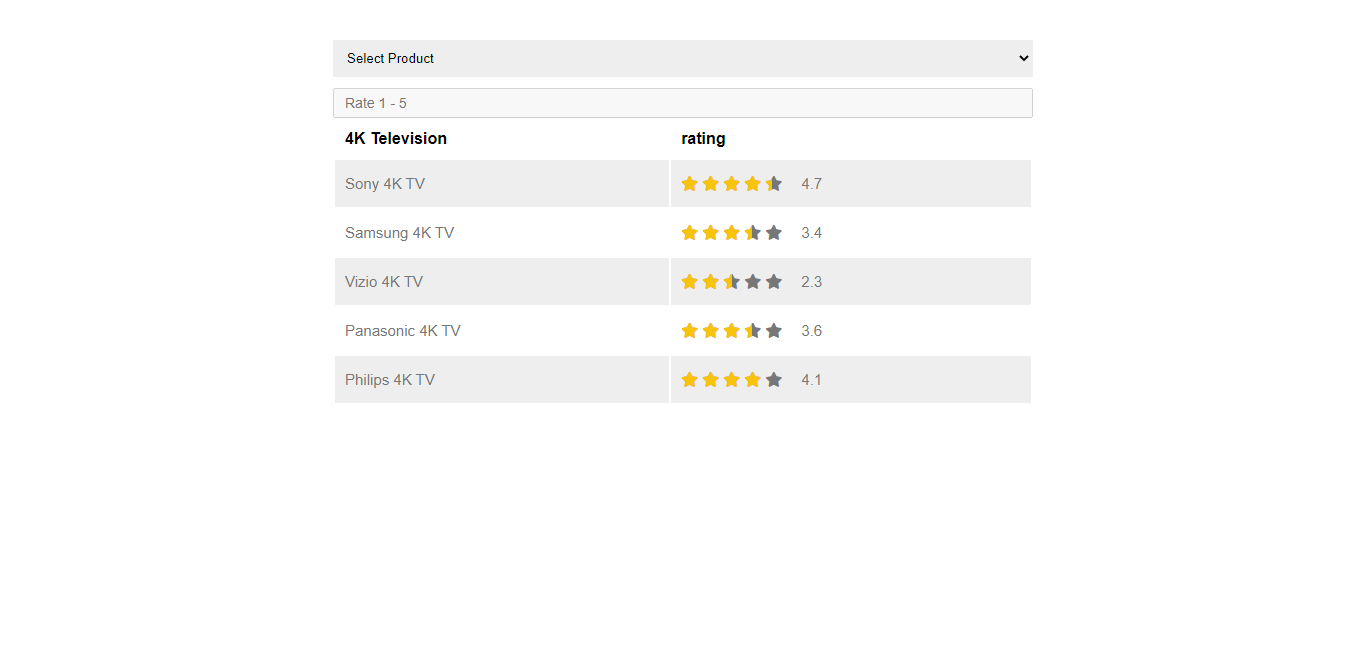 Select Product
Rate 1 - 5
4K Television rating
Sony 4K TV 4.7
Samsung 4K TV 3.4
Vizio 4K TV 2.3
Panasonic 4K TV 3.6
Philips 4K TV 4.1